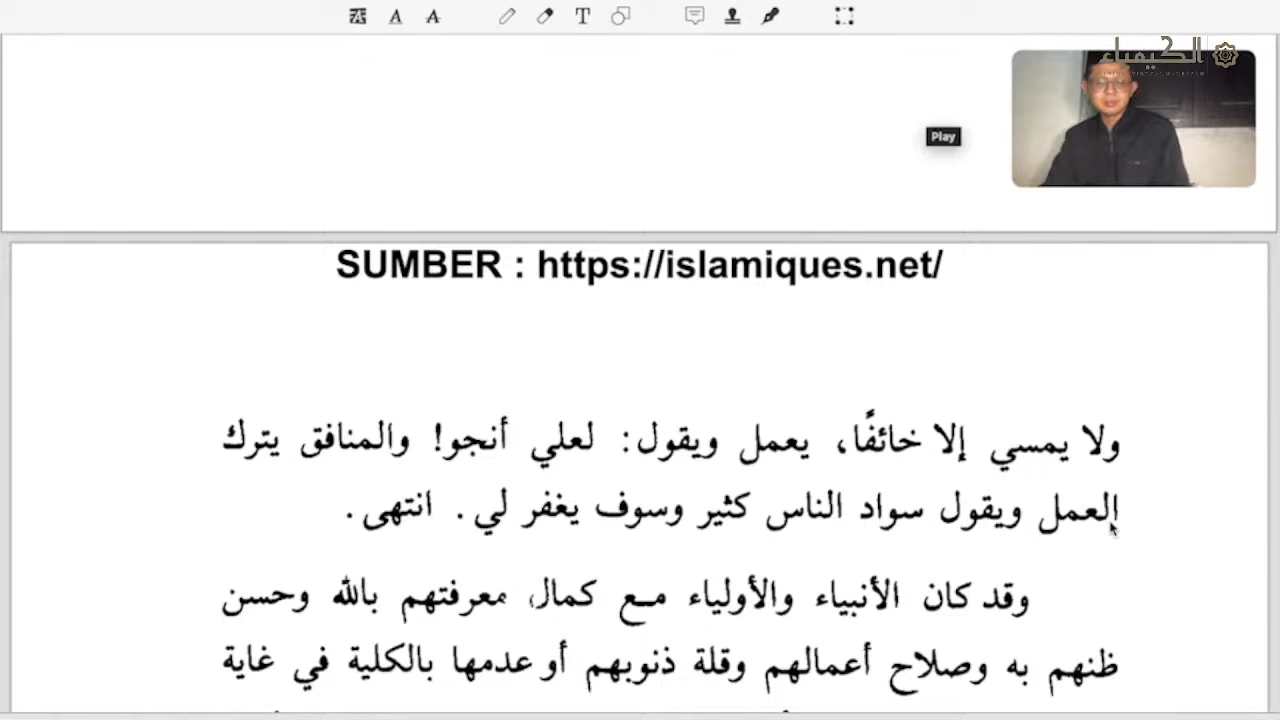 الكيمياء
Play
SUMBER : https://islamiques.net/
ولا يمسي إلا خائفًا، يعمل ويقول: لعلي أنجو! والمنافق يترك
العمل ويقول سواد الناس كثير وسوف يغفر لي. انتهى.
وقد كان الأنبياء والأولياء مع كمال معرفتهم بالله وحسن
ظنهم به وصلاح أعمالهم وقلة ذنوبهم أو عدمها بالكلية في غاية